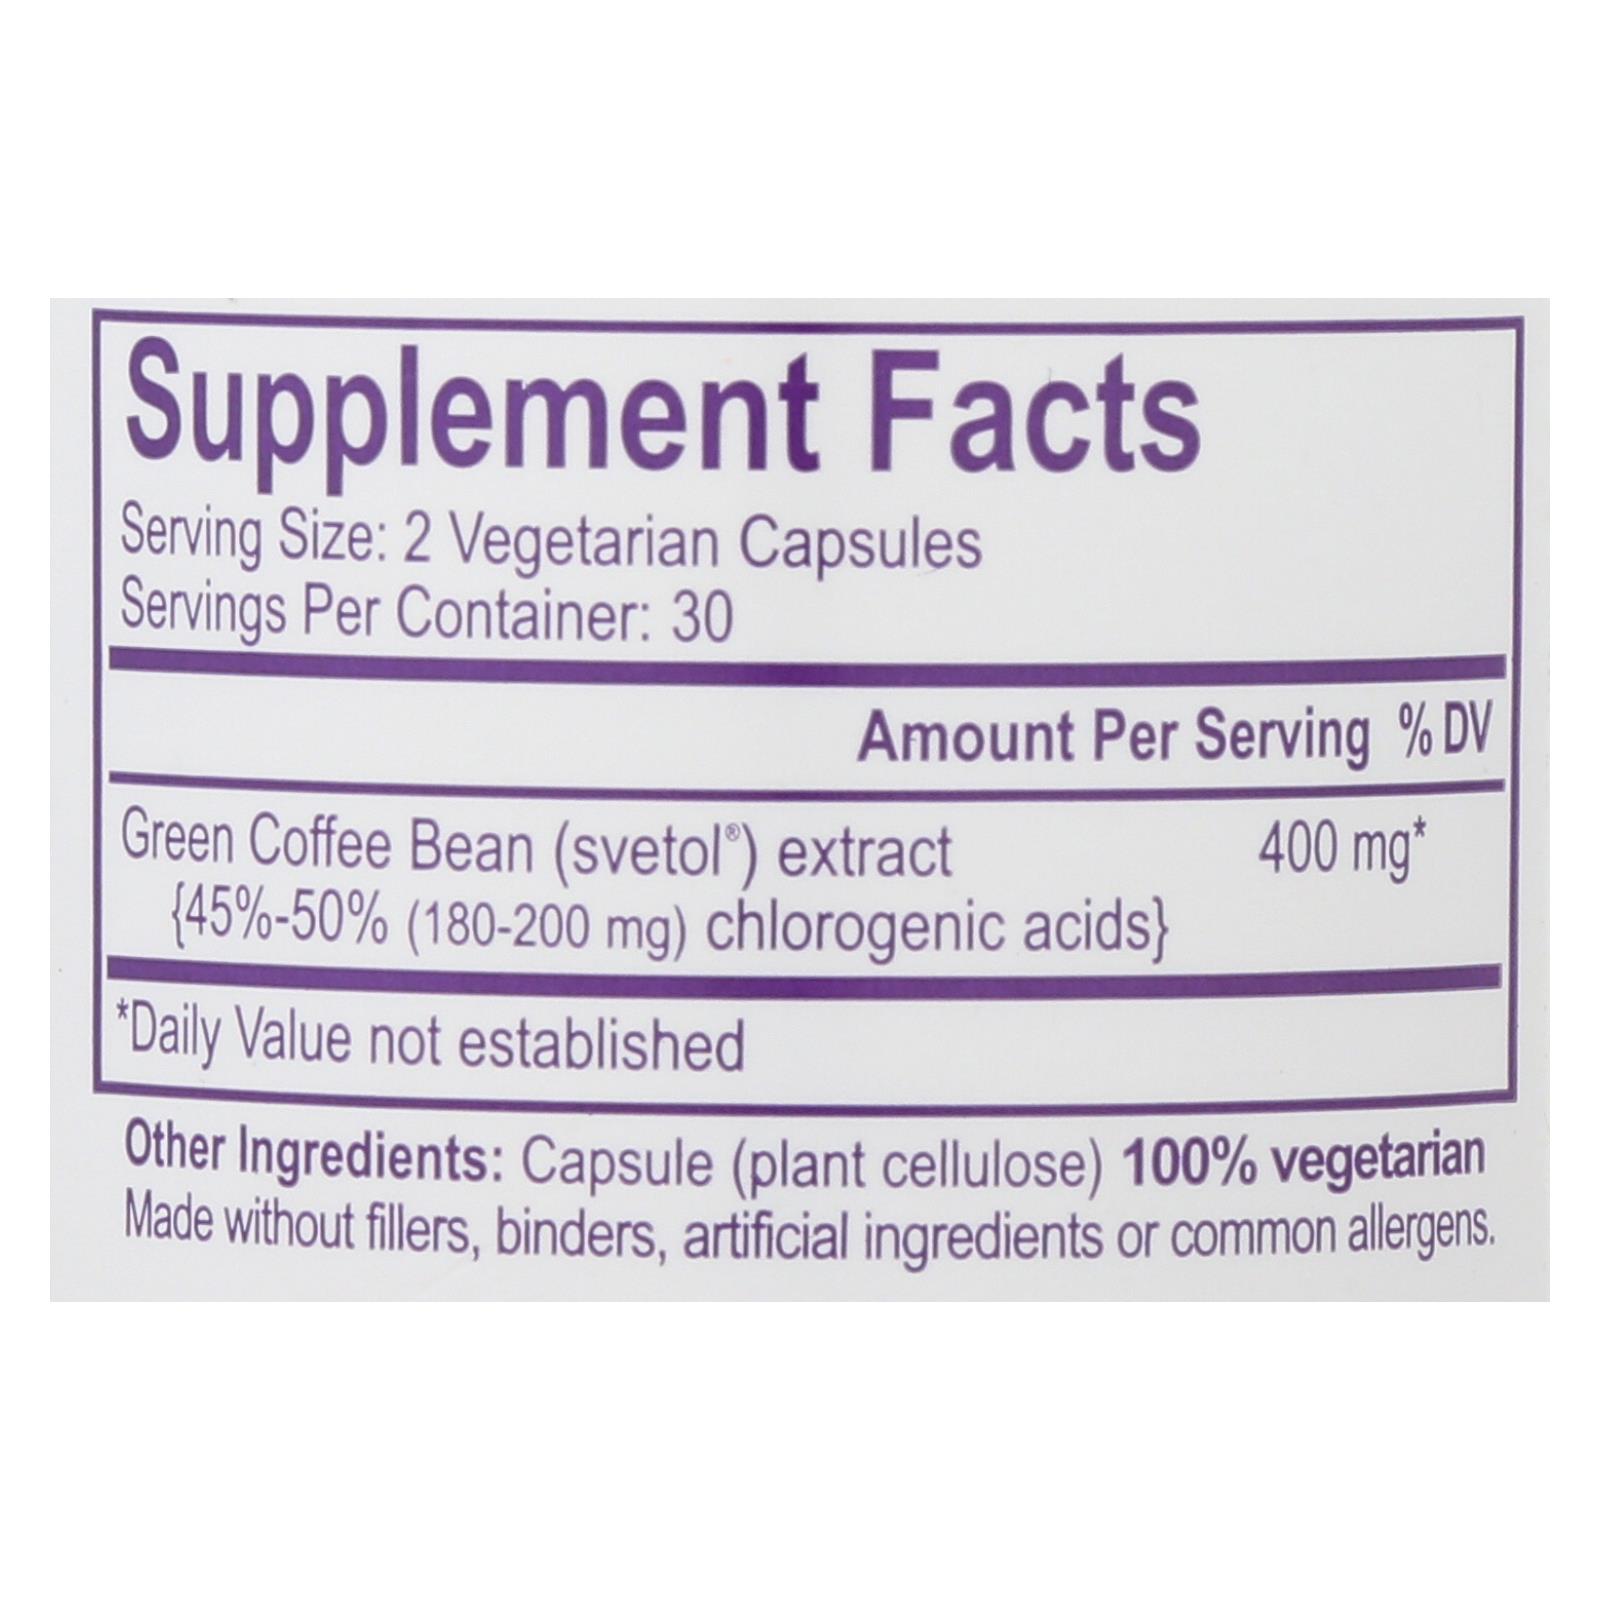 Supplement Facts
Serving Size: 2 Vegetarian Capsules
Servings Per Container: 30
Amount Per Serving % DV
Green Coffee Bean (svetol®) extract 400 mg*
{45%-50% (180-200 mg) chlorogenic acids}
*Daily Value not established
Other Ingredients: Capsule (plant cellulose) 100% vegetarian
Made without fillers, binders, artificial ingredients or common allergens.